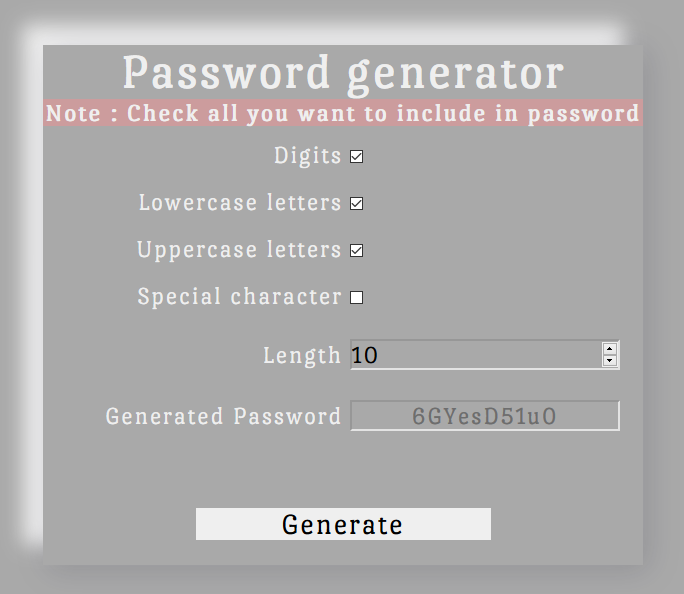 Password generator
Note : Check all you want to include in password
Digits
Lowercase letters
Uppercase letters
Special character
Length 10
Generated Password 6GYesD51u0
Generate